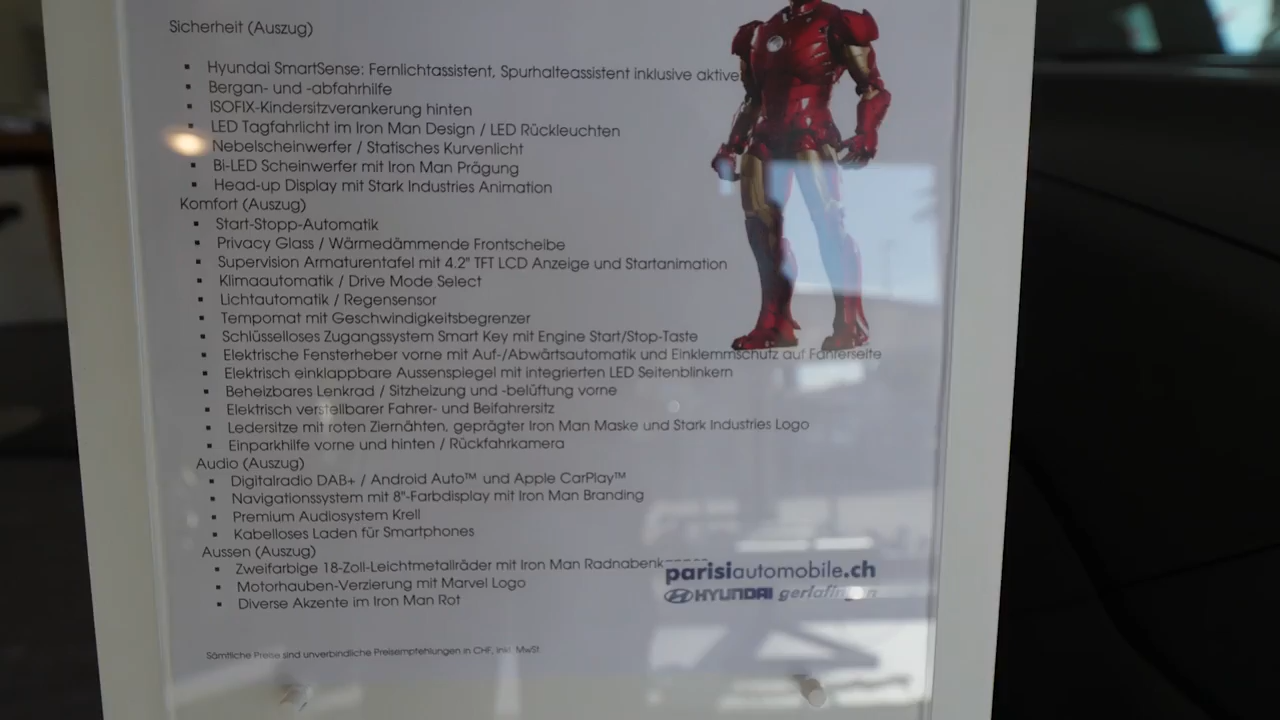 Sicherheit (Auszug)
Hyundai SmartSense: Fernlichtassistent, Spurhalteassistent inklusive aktive
Bergan- und -abfahrhilfe
ISOFIX-Kindersitzverankerung hinten
LED Tagfahrlicht im Iron Man Design / LED Rückleuchten
Nebelscheinwerfer / Statisches Kurvenlicht
Bi-LED Scheinwerfer mit Iron Man Prägung
Head-up Display mit Stark Industries Animation
Komfort (Auszug)
Start-Stopp-Automatik
Privacy Glass / Wärmedämmende Frontscheibe
Supervision Armaturentafel mit 4.2" TFT LCD Anzeige und Startanimation
Klimaautomatik / Drive Mode Select
Lichtautomatik / Regensensor
Tempomat mit Geschwindigkeitsbegrenzer
Schlüsselloses Zugangssystem Smart Key mit Engine Start/Stop-Taste
Elektrische Fensterheber vorne mit Auf-/Abwärtsautomatik und Einklemmschutz auf Fahrerseite
Elektrisch einklappbare Aussenspiegel mit integrierten LED Seitenblinkern
Beheizbares Lenkrad / Sitzheizung und -belüftung vorne
Elektrisch verstellbarer Fahrer- und Beifahrersitz
Ledersitze mit roten Ziernähten, geprägter Iron Man Maske und Stark Industries Logo
Einparkhilfe vorne und hinten / Rückfahrkamera
Audio (Auszug)
Digitalradio DAB+ / Android Auto™ und Apple CarPlay™
Navigationssystem mit 8"-Farbdisplay mit Iron Man Branding
Premium Audiosystem Krell
Kabelloses Laden für Smartphones
Aussen (Auszug)
Zweifarbige 18-Zoll-Leichtmetallräder mit Iron Man
Motorhauben-Verzierung mit Marvel Logo
Diverse Akzente im Iron Man Rot
parisiautomobile.ch
HYUNDAI gerlafingen
Sämtliche Preise sind unverbindliche Preisempfehlungen in CHF, inkl. MwSt.